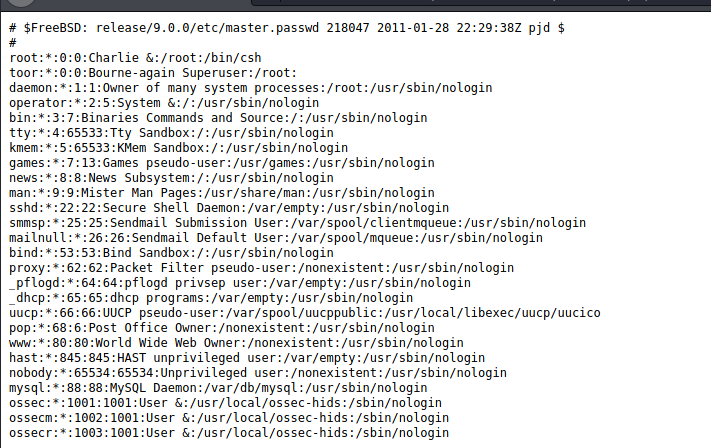 # $FreeBSD: release/9.0.0/etc/master.passwd 218047 2011-01-28 22:29:38Z pjd $
#
root:*:0:0:Charlie &:/root:/bin/csh
toor:*:0:0:Bourne-again Superuser:/root:
daemon:*:1:1:Owner of many system processes:/root:/usr/sbin/nologin
operator:*:2:5:System &:/:/usr/sbin/nologin
bin:*:3:7:Binaries Commands and Source:/:/usr/sbin/nologin
tty:*:4:65533:Tty Sandbox:/:/usr/sbin/nologin
kmem:*:5:65533:KMem Sandbox:/:/usr/sbin/nologin
games:*:7:13:Games pseudo-user:/usr/games:/usr/sbin/nologin
news:*:8:8:News Subsystem:/:/usr/sbin/nologin
man:*:9:9:Mister Man Pages:/usr/share/man:/usr/sbin/nologin
sshd:*:22:22:Secure Shell Daemon:/var/empty:/usr/sbin/nologin
smmsp:*:25:25:Sendmail Submission User:/var/spool/clientmqueue:/usr/sbin/nologin
mailnull:*:26:26:Sendmail Default User:/var/spool/mqueue:/usr/sbin/nologin
bind:*:53:53:Bind Sandbox:/:/usr/sbin/nologin
proxy:*:62:62:Packet Filter pseudo-user:/nonexistent:/usr/sbin/nologin
_pflogd:*:64:64:pflogd privsep user:/var/empty:/usr/sbin/nologin
_dhcp:*:65:65:dhcp programs:/var/empty:/usr/sbin/nologin
uucp:*:66:66:UUCP pseudo-user:/var/spool/uucppublic:/usr/local/libexec/uucp/uucico
pop:*:68:6:Post Office Owner:/nonexistent:/usr/sbin/nologin
www:*:80:80:World Wide Web Owner:/nonexistent:/usr/sbin/nologin
hast:*:845:845:HAST unprivileged user:/var/empty:/usr/sbin/nologin
nobody:*:65534:65534:Unprivileged user:/nonexistent:/usr/sbin/nologin
mysql:*:88:88:MySQL Daemon:/var/db/mysql:/usr/sbin/nologin
ossec:*:1001:1001:User &:/usr/local/ossec-hids:/sbin/nologin
ossecm:*:1002:1001:User &:/usr/local/ossec-hids:/sbin/nologin
ossecr:*:1003:1001:User &:/usr/local/ossec-hids:/sbin/nologin